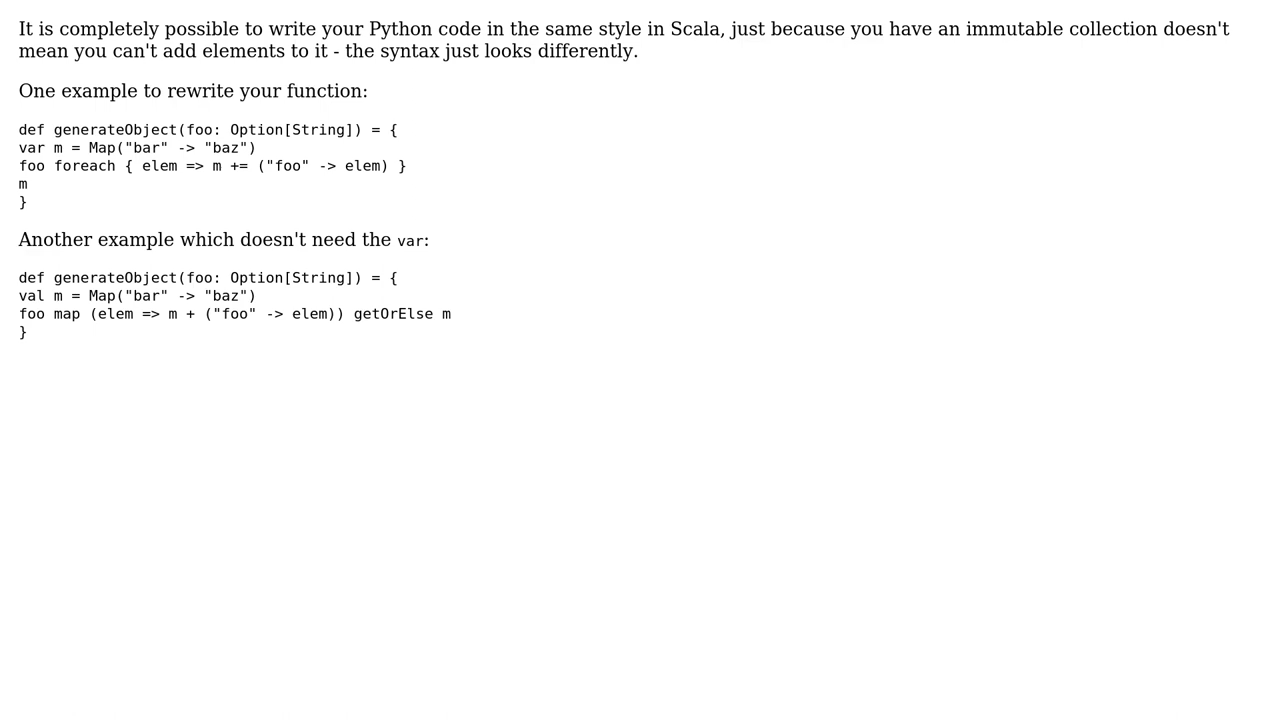 It is completely possible to write your Python code in the same style in Scala, just because you have an immutable collection doesn't
mean you can't add elements to it - the syntax just looks differently.
One example to rewrite your function:
def generateObject(foo: Option[String]) = {
var m = Map("bar" -> "baz")
foo foreach { elem => m += ("foo" -> elem) }
m
}
Another example which doesn't need the var:
def generateObject(foo: Option[String]) = {
val m = Map("bar" -> "baz")
foo map (elem => m + ("foo" -> elem)) getOrElse m
}